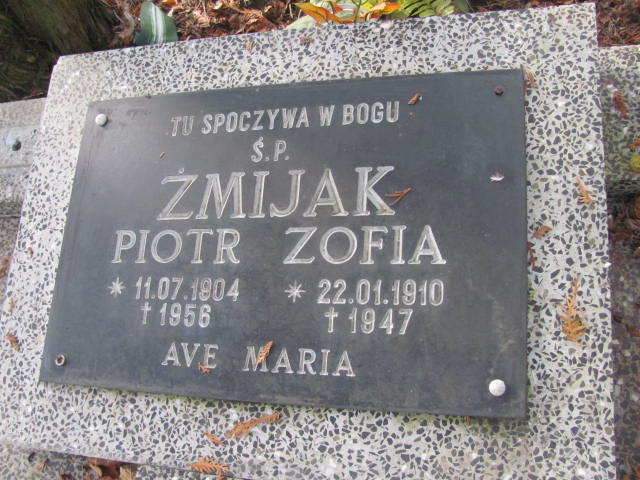 TU SPOCZYWA W BOGU
Ś.P.
ŻMIJAK
PIOTR ZOFIA
* 11.07.1904 * 22.01.1910
† 1956 † 1947
AVE MARIA